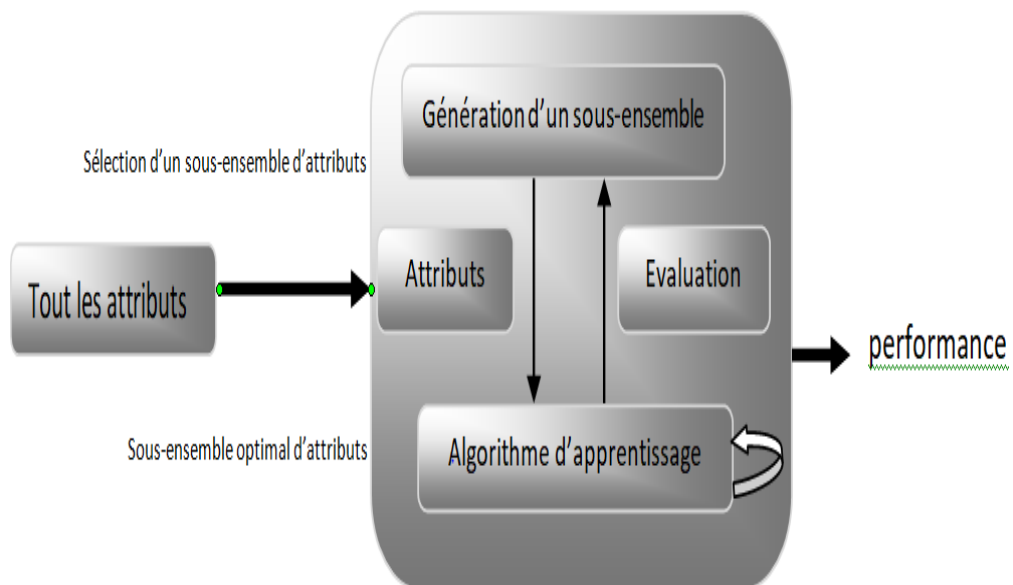 Génération d'un sous-ensemble
Sélection d'un sous-ensemble d'attributs
Tout les attributs
Attributs
Evaluation
performance
Sous-ensemble optimal d'attributs
Algorithme d'apprentissage